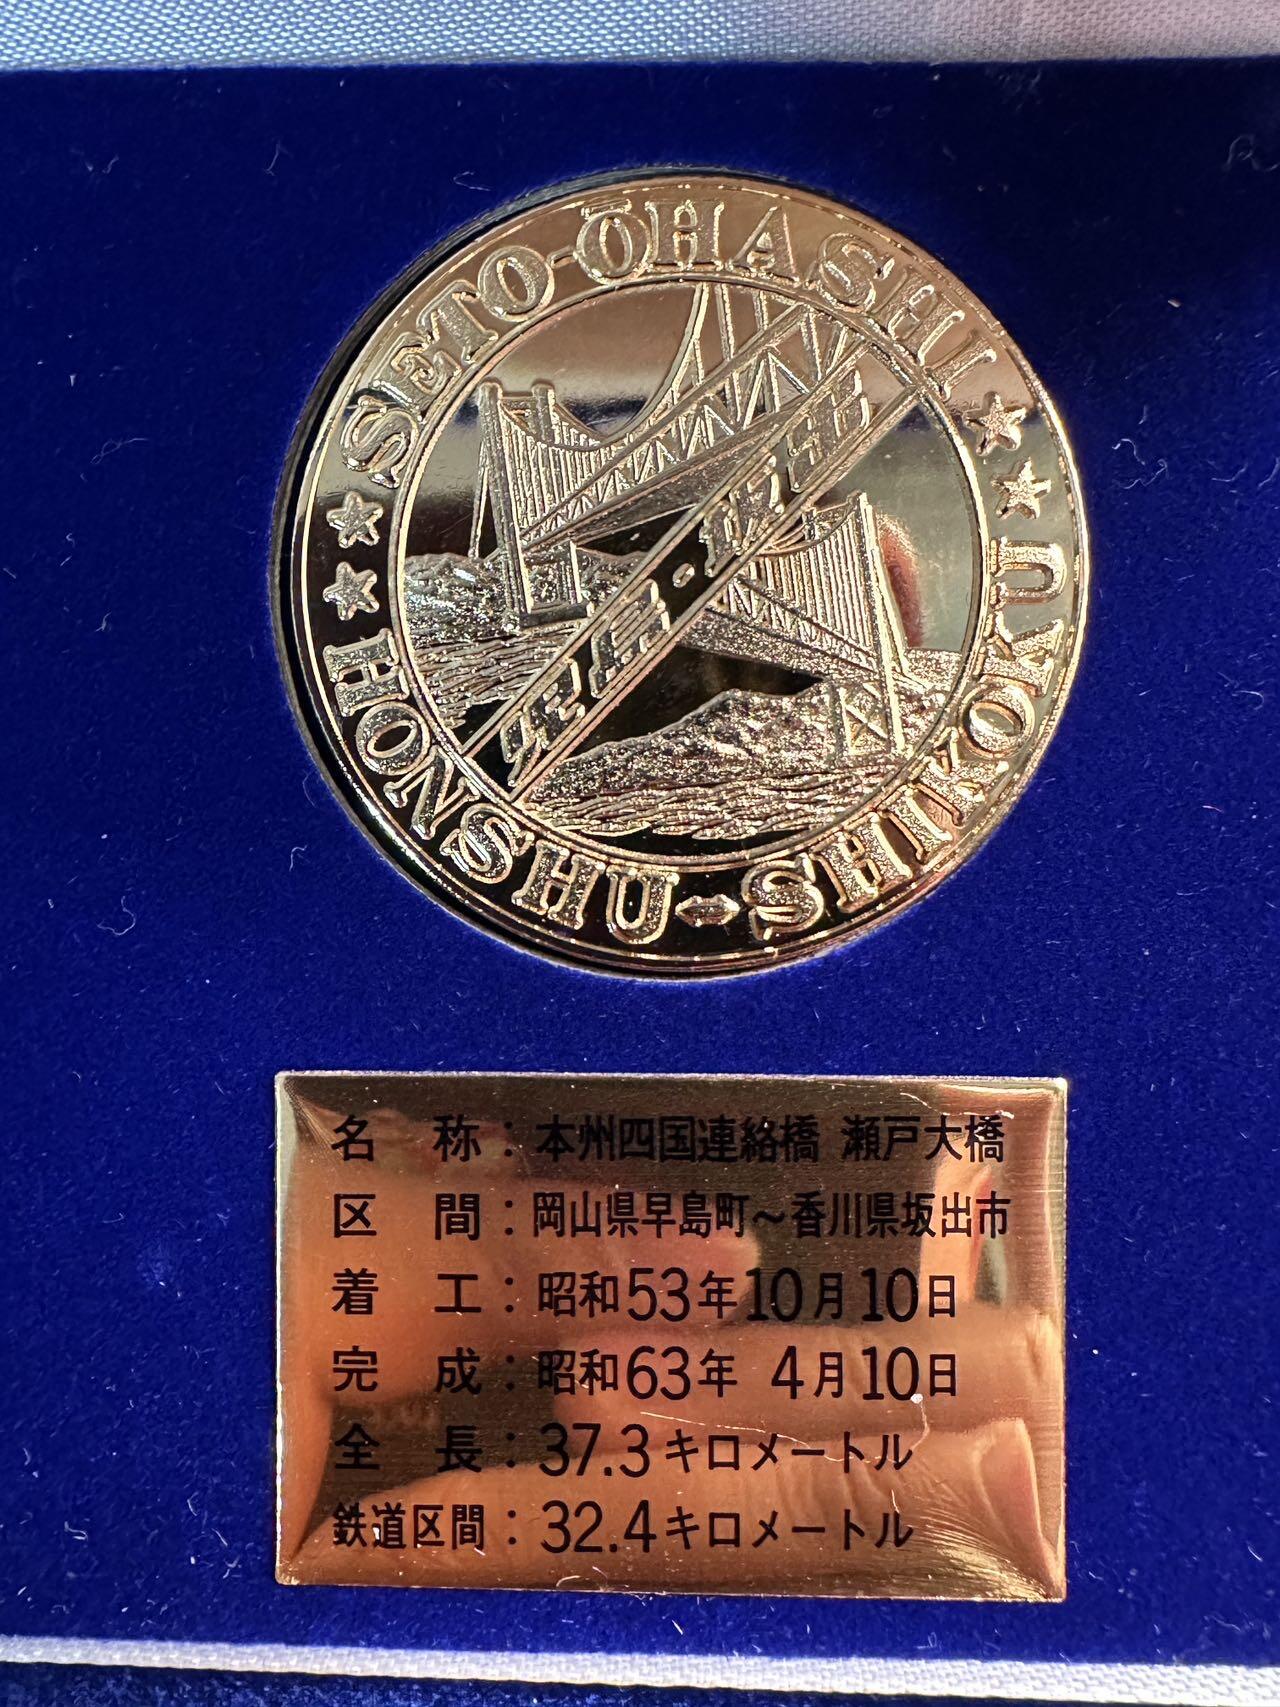 SETO-ŌHASHI
HONSHU⇔SHIKOKU
名称：本州四国連絡橋 瀬戸大橋
区間：岡山県早島町～香川県坂出市
着工：昭和53年10月10日
完成：昭和63年 4月10日
全長：37.3キロメートル
鉄道区間：32.4キロメートル